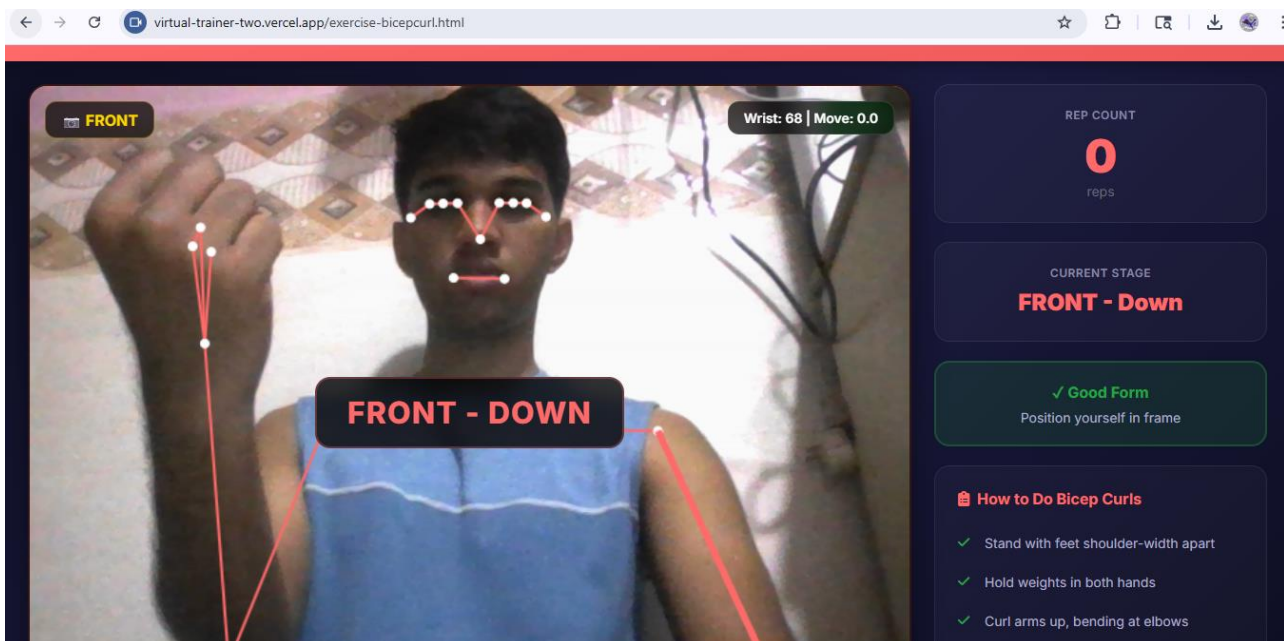 virtual-trainer-two.vercel.app/exercise-bicepcurl.html
FRONT
Wrist: 68 | Move: 0.0
FRONT - DOWN
REP COUNT
0
reps
CURRENT STAGE
FRONT - Down
✓ Good Form
Position yourself in frame
How to Do Bicep Curls
Stand with feet shoulder-width apart
Hold weights in both hands
Curl arms up, bending at elbows